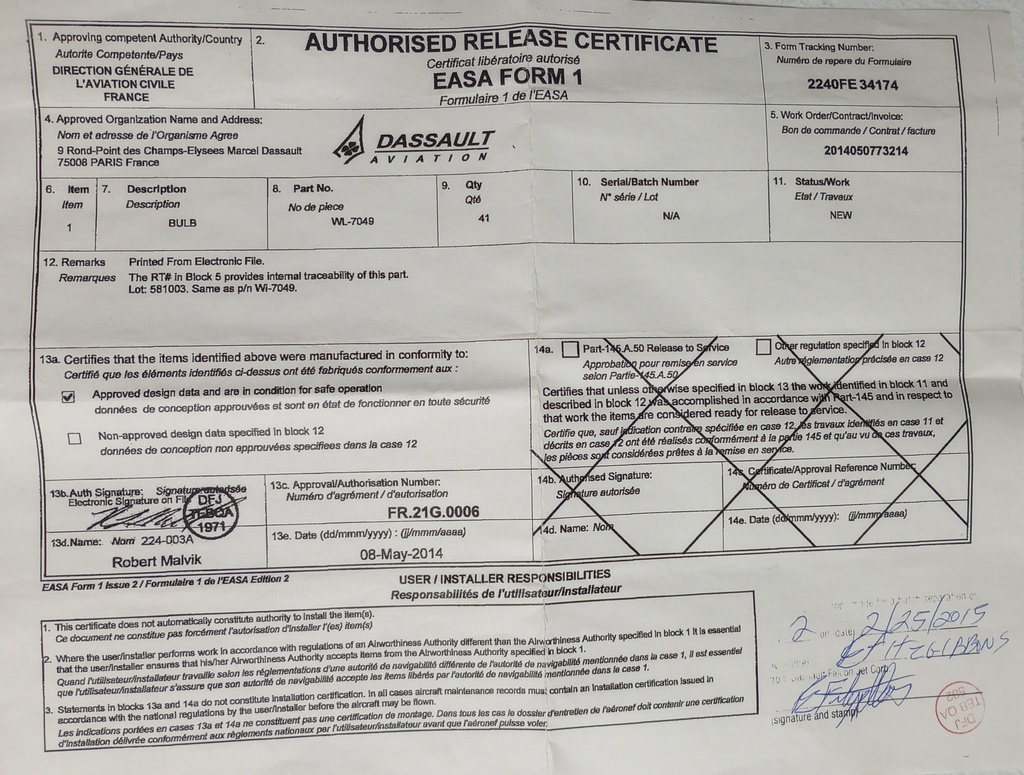 1. Approving competent Authority/Country
Autorite Competente/Pays
DIRECTION GÉNÉRALE DE
L'AVIATION CIVILE
FRANCE
2.
AUTHORISED RELEASE CERTIFICATE
Certificat libératoire autorisé
EASA FORM 1
Formulaire 1 de l'EASA
3. Form Tracking Number:
Numéro de repere du Formulaire
2240FE 34174
4. Approved Organization Name and Address:
Nom et adresse de l'Organisme Agree
9 Rond-Point des Champs-Elysees Marcel Dassault
75008 PARIS France
DASSAULT
AVIATION
5. Work Order/Contract/Invoice:
Bon de commande / Contrat / facture
2014050773214
6. Item
Item
1
7. Description
Description
BULB
8. Part No.
No de piece
WL-7049
9. Qty
Qté
41
10. Serial/Batch Number
N° série / Lot
N/A
11. Status/Work
Etat / Travaux
NEW
12. Remarks Printed From Electronic File.
Remarques The RT# in Block 5 provides internal traceability of this part.
Lot: 581003. Same as p/n Wl-7049.
13a. Certifies that the items identified above were manufactured in conformity to:
Certifié que les éléments identifiés ci-dessus ont été fabriqués conformément aux :
Approved design data and are in condition for safe operation
données de conception approuvées et sont en état de fonctionner en toute sécurité
Non-approved design data specified in block 12
données de conception non approuvées specifiees dans la case 12
14a. Part-145.A.50 Release to Service
Approbation pour remise en service
selon Partie-145.A.50
Other regulation specified in block 12
Autre réglementation précisée en case 12
Certifies that unless otherwise specified in block 13 the work identified in block 11 and
described in block 12 was accomplished in accordance with Part-145 and in respect to
that work the items are considered ready for release to service.
Certifie que, sauf indication contraire spécifiée en case 12, les travaux identifiés en case 11 et
décrits en case 12 ont été réalisés conformément à la partie 145 et qu'au vu de ces travaux,
les pièces sont considérées prêtes à la remise en service.
13b. Auth Signature: Signature autorisée
Electronic Signature on File
DFJ
TEBQA
1971
13c. Approval/Authorisation Number:
Numéro d'agrément / d'autorisation
FR.21G.0006
14b. Authorised Signature:
Signature autorisée
14c. Certificate/Approval Reference Number
Numéro de Certificat / d'agrément
13d. Name: Nom 224-003A
Robert Malvik
13e. Date (dd/mmm/yyyy) : (jj/mmm/aaaa)
08-May-2014
14d. Name: Nom
14e. Date (dd/mmm/yyyy): (jj/mmm/aaaa)
EASA Form 1 Issue 2 / Formulaire 1 de l'EASA Edition 2
USER / INSTALLER RESPONSIBILITIES
Responsabilités de l'utilisateur/installateur
1. This certificate does not automatically constitute authority to install the item(s).
Ce document ne constitue pas forcément l'autorisation d'installer l'(es) item(s)
2. Where the user/installer performs work in accordance with regulations of an Airworthiness Authority different than the Airworthiness Authority specified in block 1 it is essential
that the user/installer ensures that his/her Airworthiness Authority accepts items from the Airworthiness Authority specified in block 1.
Quand l'utilisateur/installateur travaille selon les réglementations d'une autorité de navigabilité différente de l'autorité de navigabilité mentionnée dans la case 1, il est essentiel
que l'utilisateur/installateur s'assure que son autorité de navigabilité accepte les items libérés par l'autorité de navigabilité mentionnée dans la case 1.
3. Statements in blocks 13a and 14a do not constitute installation certification. In all cases aircraft maintenance records must contain an installation certification issued in
accordance with the national regulations by the user/installer before the aircraft may be flown.
Les indications portées en cases 13a et 14a ne constituent pas une certification de montage. Dans tous les cas le dossier d'entretien de l'aéronef doit contenir une certification
d'installation délivrée conformément aux règlements nationaux par l'utilisateur/installateur avant que l'aéronef puisse voler.
2 on date 2/25/2015
E FITZGIBBONS
Falcon Jet Corp
(signature and stamp)
DFJ
TEB QA
502